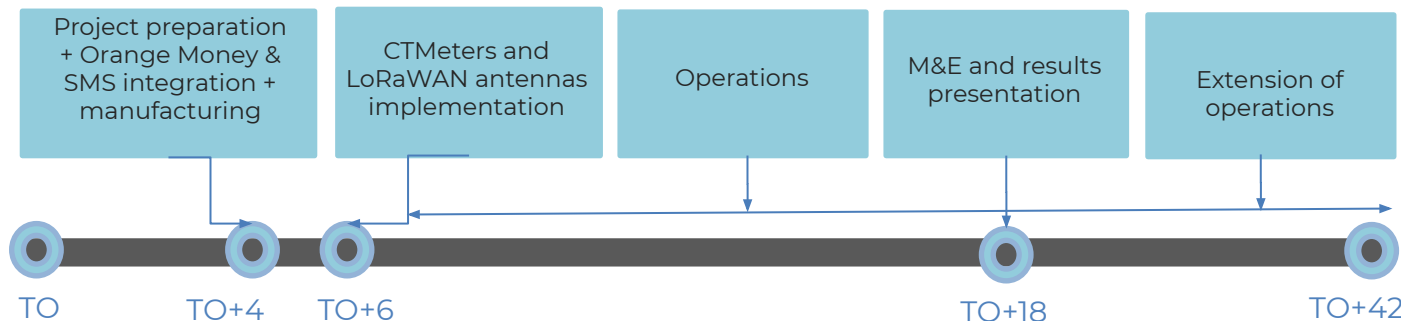 Project preparation
+ Orange Money &
SMS integration +
manufacturing
CTMeters and
LoRaWAN antennas
implementation
Operations
M&E and results
presentation
Extension of
operations
TO
TO+4
TO+6
TO+18
TO+42